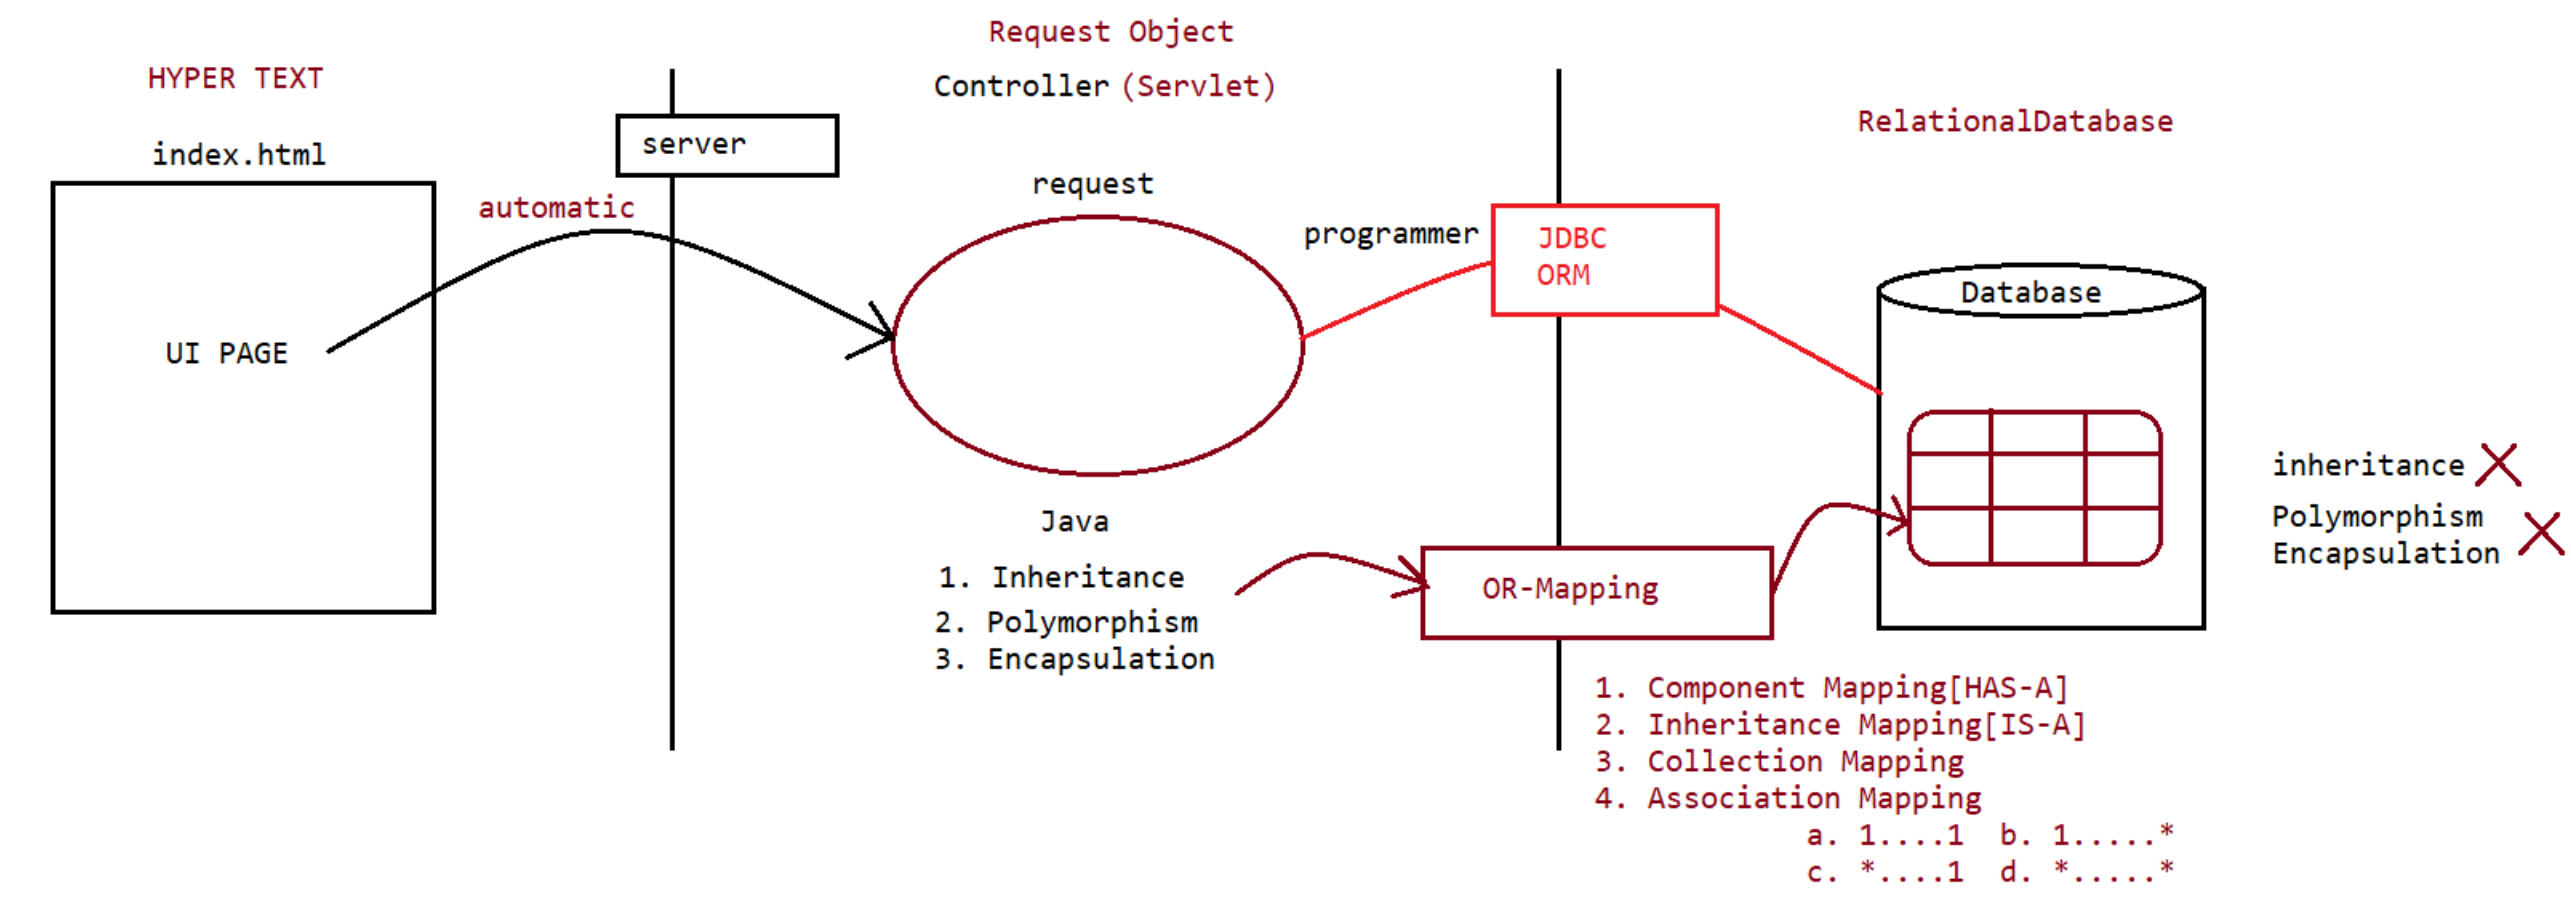 HYPER TEXT
index.html
UI PAGE
automatic
server
Request Object
Controller (Servlet)
request
Java
1. Inheritance
2. Polymorphism
3. Encapsulation
programmer
JDBC
ORM
OR-Mapping
RelationalDatabase
Database
inheritance
Polymorphism
Encapsulation
1. Component Mapping[HAS-A]
2. Inheritance Mapping[IS-A]
3. Collection Mapping
4. Association Mapping
a. 1....1 b. 1.....*
c. *....1 d. *.....*